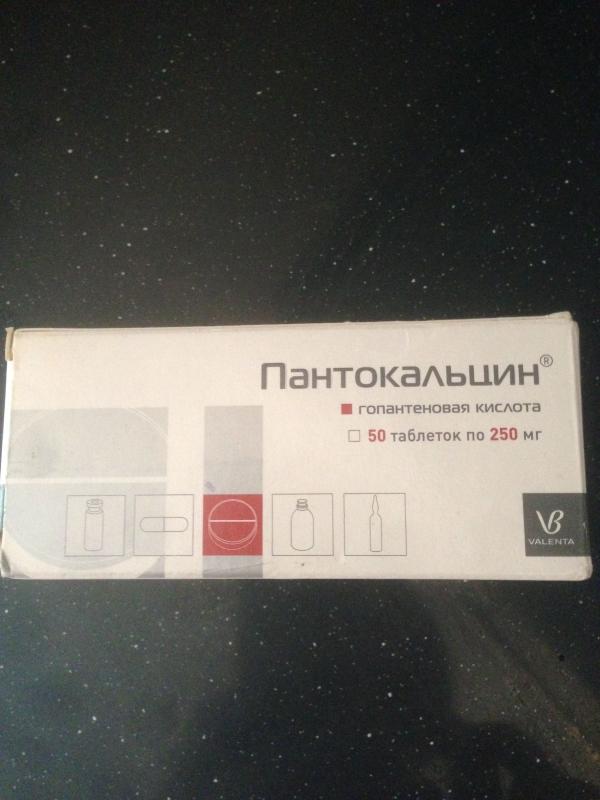 Пантокальцин®
гопантеновая кислота
50 таблеток по 250 мг
VALENTA